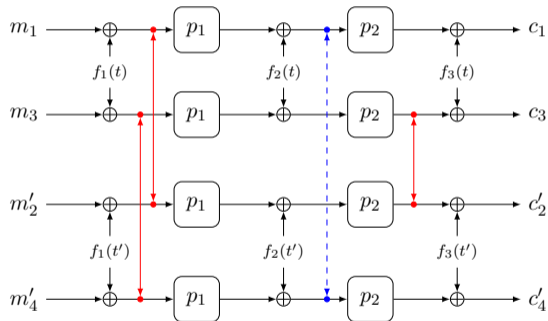 m₁ p₁ p₂ c₁
f₁(t) f₂(t) f₃(t)
m₃ p₁ p₂ c₃
m′₂ p₁ p₂ c′₂
f₁(t′) f₂(t′) f₃(t′)
m′₄ p₁ p₂ c′₄